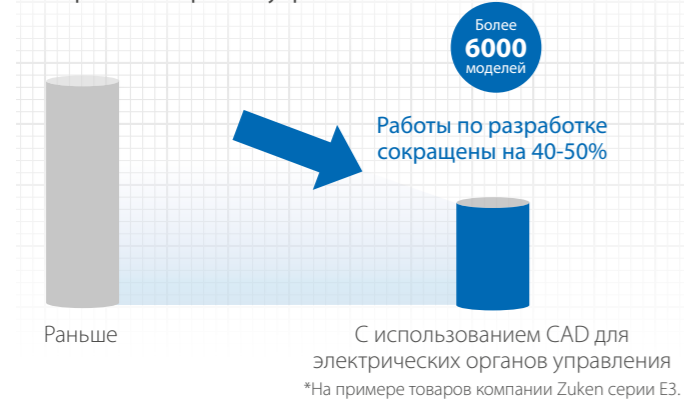 Более
6000
моделей
Работы по разработке
сокращены на 40-50%
Раньше
С использованием CAD для
электрических органов управления
*На примере товаров компании Zuken серии E3.